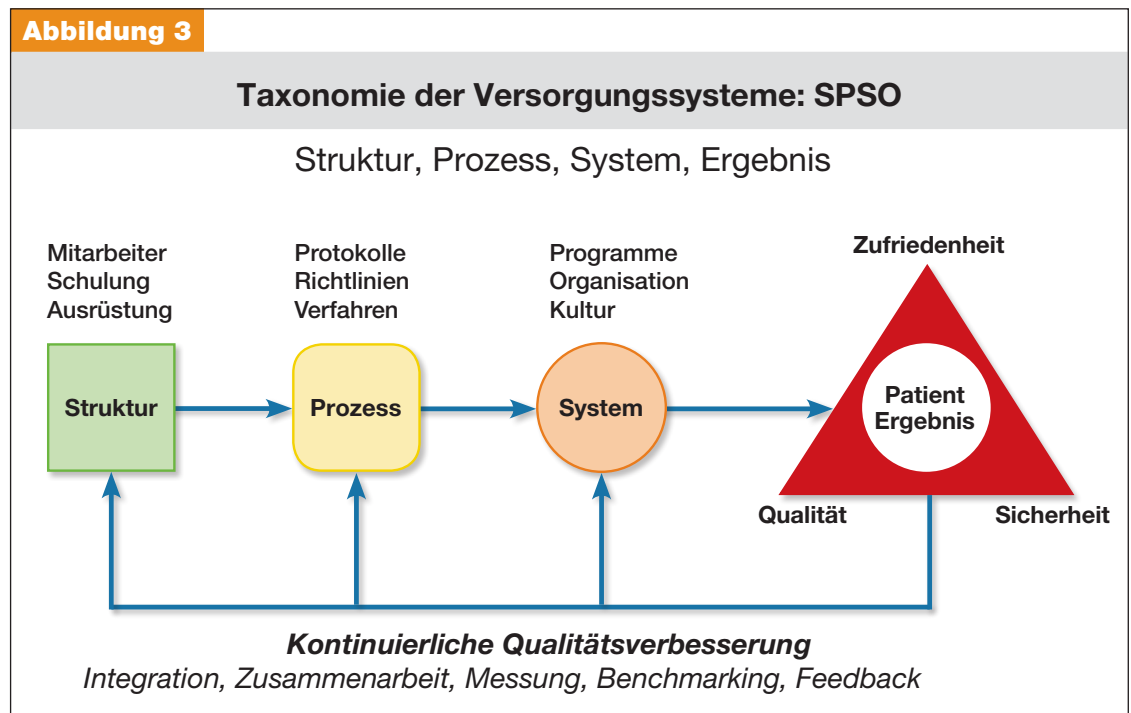 Abbildung 3
Taxonomie der Versorgungssysteme: SPSO
Struktur, Prozess, System, Ergebnis
Mitarbeiter
Schulung
Ausrüstung
Protokolle
Richtlinien
Verfahren
Programme
Organisation
Kultur
Zufriedenheit
Struktur
Prozess
System
Patient
Ergebnis
Qualität
Sicherheit
Kontinuierliche Qualitätsverbesserung
Integration, Zusammenarbeit, Messung, Benchmarking, Feedback